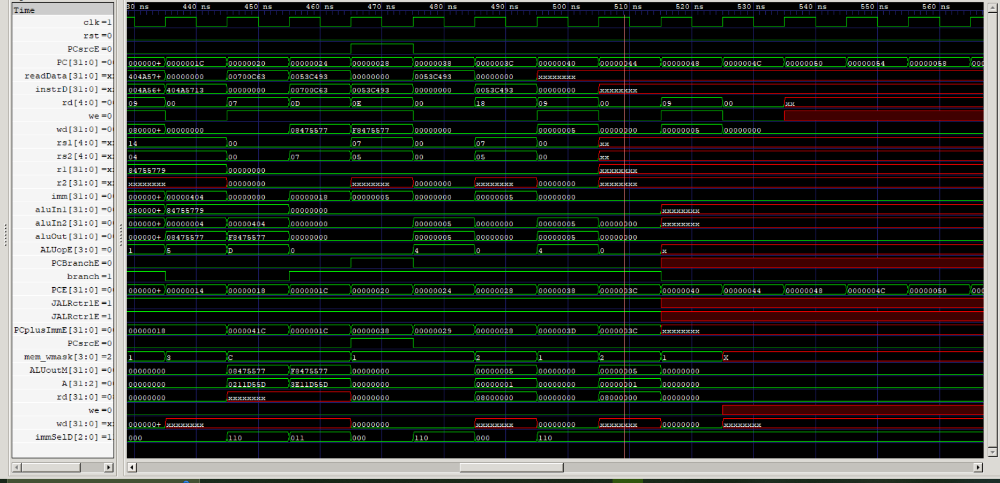 Time 30 ns 440 ns 450 ns 460 ns 470 ns 480 ns 490 ns 500 ns 510 ns 520 ns 530 ns 540 ns 550 ns 560 ns
clk =1
rst =0
PCsrcE =0
PC[31:0] =0 000000+ 0000001C 00000020 00000024 00000028 00000038 0000003C 00000040 00000044 00000048 0000004C 00000050 00000054 00000058 000
readData[31:0] =x 404A57+ 00000000 00700C63 0053C493 00000000 0053C493 00000000 xxxxxxxx
instrD[31:0] =x 004A56+ 404A5713 00000000 00700C63 0053C493 00000000 0053C493 00000000 xxxxxxxx
rd[4:0] =0 09 00 07 0D 0E 00 18 09 00 09 00 xx
we =0
wd[31:0] =0 080000+ 00000000 08475577 F8475577 00000000 00000005 00000000 00000005 00000000
rs1[4:0] =x 14 00 07 00 07 00 xx
rs2[4:0] =x 04 00 07 05 00 05 00 xx
r1[31:0] =x 84755779 00000000 xxxxxxxx
r2[31:0] =x xxxxxxxx 00000000 xxxxxxxx 00000000 xxxxxxxx 00000000 xxxxxxxx
imm[31:0] =0 000000+ 00000404 00000000 00000018 00000005 00000000 00000005 00000000
aluIn1[31:0] =0 080000+ 84755779 00000000 xxxxxxxx
aluIn2[31:0] =0 000000+ 00000004 00000404 00000000 00000005 00000000 00000005 00000000 xxxxxxxx
aluOut[31:0] =0 000000+ 08475577 F8475577 00000000 00000005 00000000 00000005 00000000
ALUopE[3:0] =0 1 5 D 0 4 0 4 0 x
PCBranchE =0
branch =1
PCE[31:0] =0 000000+ 00000014 00000018 0000001C 00000020 00000024 00000028 00000038 0000003C 00000040 00000044 00000048 0000004C 00000050 000
JALRctrlE =1
JALRctrlE =1
PCplusImmE[31:0] =0 00000018 0000041C 0000001C 00000038 00000029 00000028 0000003D 0000003C xxxxxxxx
PCsrcE =0
mem_wmask[3:0] =2 1 3 C 1 2 1 2 1 X
ALUoutM[31:0] =0 00000000 08475577 F8475577 00000000 00000005 00000000 00000005 00000000
A[31:2] =0 00000000 0211D55D 3E11D55D 00000000 00000001 00000000 00000001 00000000
rd[31:0] =0 00000000 xxxxxxxx 00000000 08000000 00000000 08000000 00000000
we =0
wd[31:0] =x 000000+ xxxxxxxx 00000000 xxxxxxxx 00000000 xxxxxxxx 00000000 xxxxxxxx
immSelD[2:0] =1 000 110 011 000 110 000 110